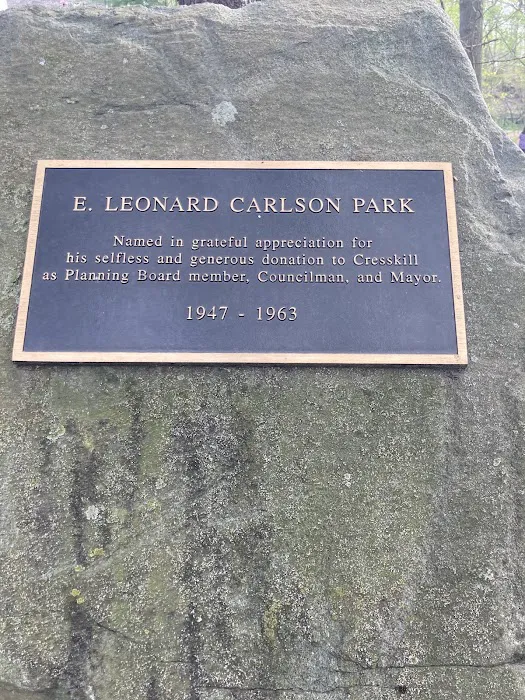 E. LEONARD CARLSON PARK
Named in grateful appreciation for
his selfless and generous donation to Cresskill
as Planning Board member, Councilman, and Mayor.
1947 - 1963